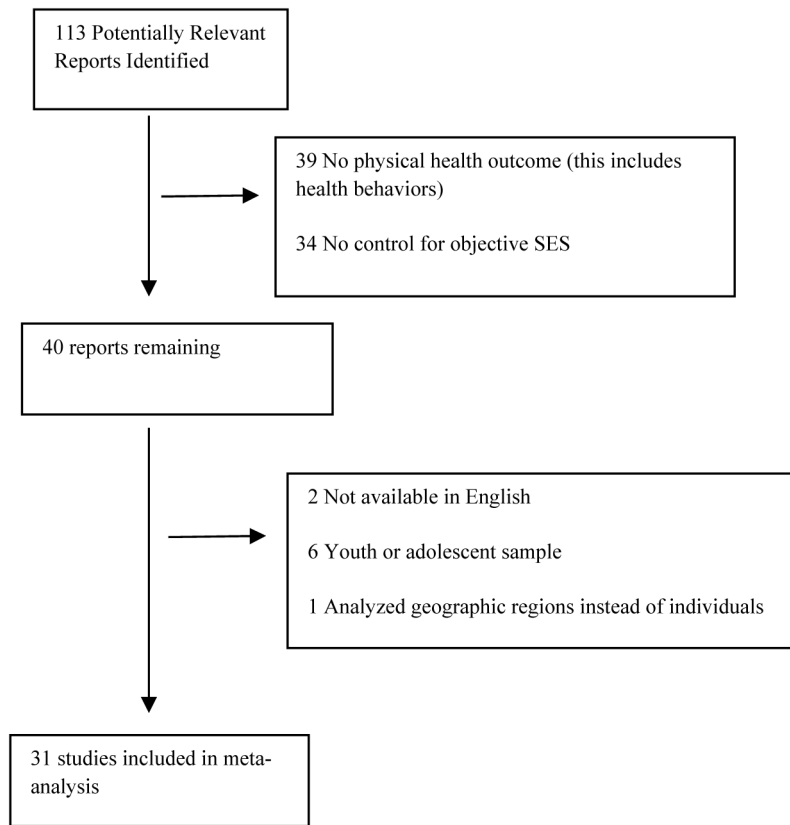 113 Potentially Relevant
Reports Identified
39 No physical health outcome (this includes
health behaviors)
34 No control for objective SES
40 reports remaining
2 Not available in English
6 Youth or adolescent sample
1 Analyzed geographic regions instead of individuals
31 studies included in meta-
analysis